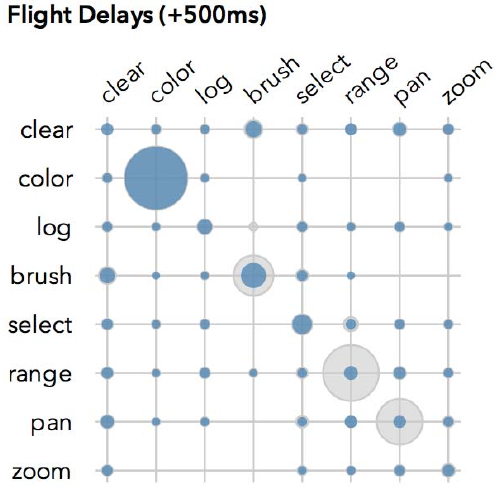 Flight Delays (+500ms)
clear color log brush select range pan zoom
clear
color
log
brush
select
range
pan
zoom